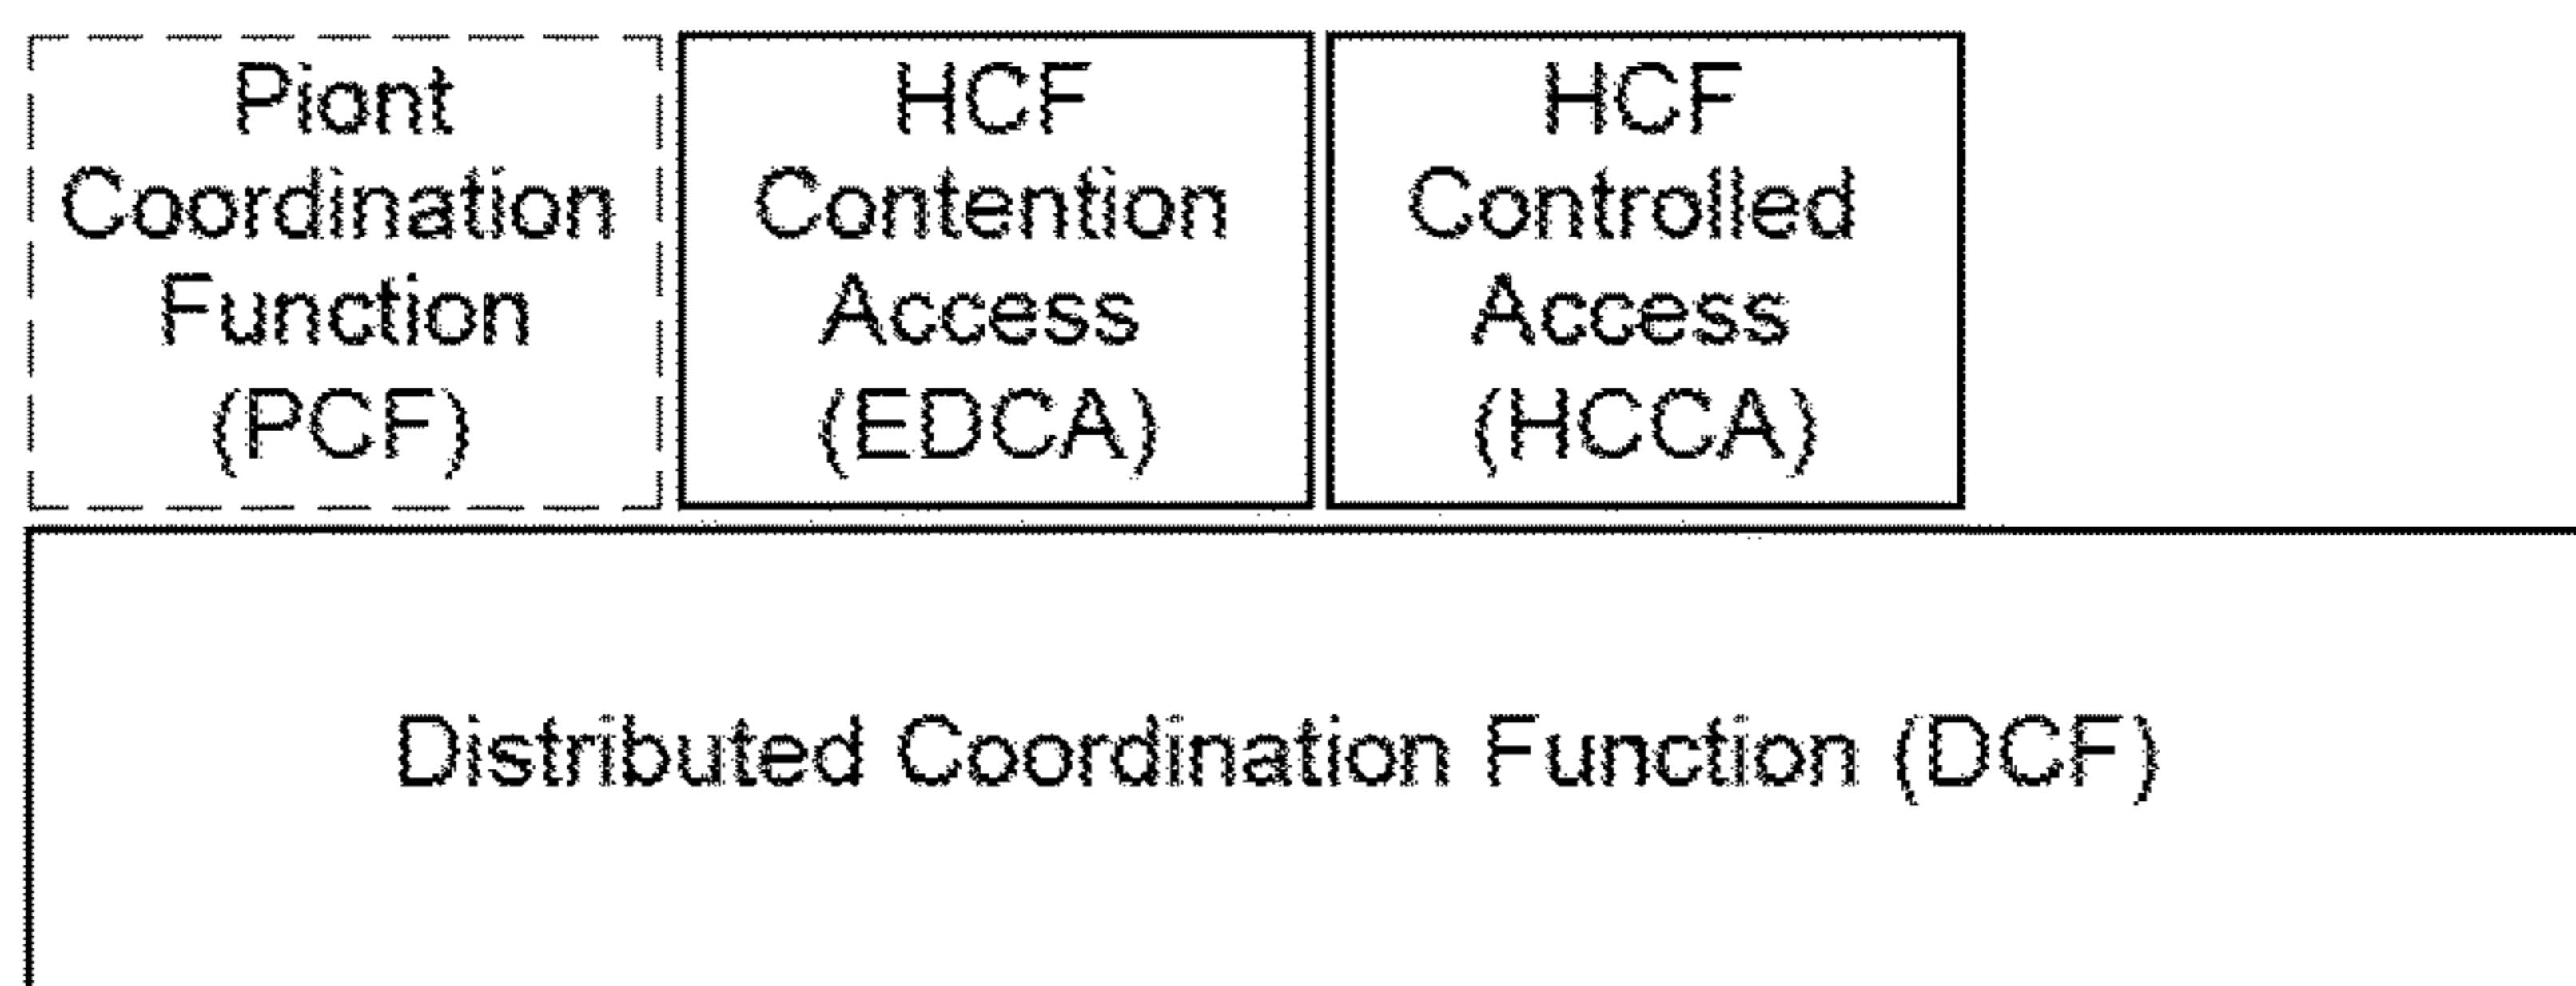 Piont
Coordination
Function
(PCF)
HCF
Contention
Access
(EDCA)
HCF
Controlled
Access
(HCCA)
Distributed Coordination Function (DCF)